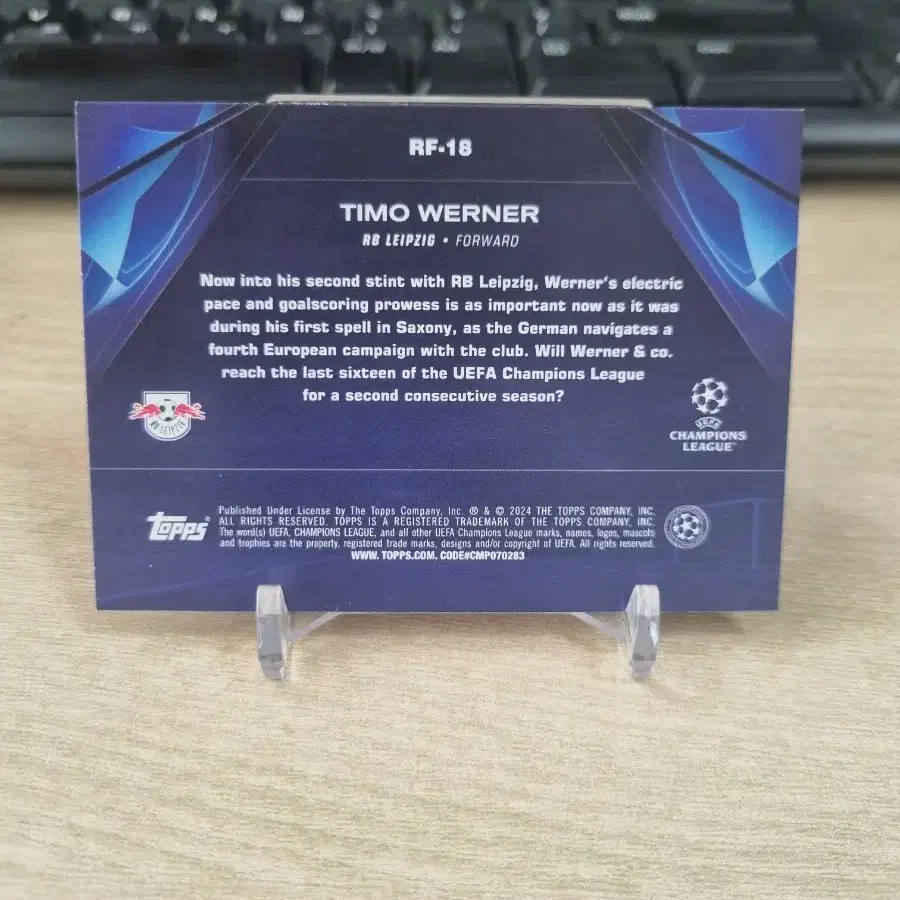 RF-18
TIMO WERNER
RB LEIPZIG • FORWARD
Now into his second stint with RB Leipzig, Werner's electric
pace and goalscoring prowess is as important now as it was
during his first spell in Saxony, as the German navigates a
fourth European campaign with the club. Will Werner & co.
reach the last sixteen of the UEFA Champions League
for a second consecutive season?
RB LEIPZIG
UEFA
CHAMPIONS
LEAGUE™
Topps®
Published Under License by The Topps Company, Inc. ® & © 2024 THE TOPPS COMPANY, INC.
ALL RIGHTS RESERVED. TOPPS IS A REGISTERED TRADEMARK OF THE TOPPS COMPANY, INC.
The word(s) UEFA, CHAMPIONS LEAGUE, and all other UEFA Champions League marks, names, logos, mascots
and trophies are the property, registered trade marks, designs and/or copyright of UEFA. All rights reserved.
WWW.TOPPS.COM. CODE#CMP070283